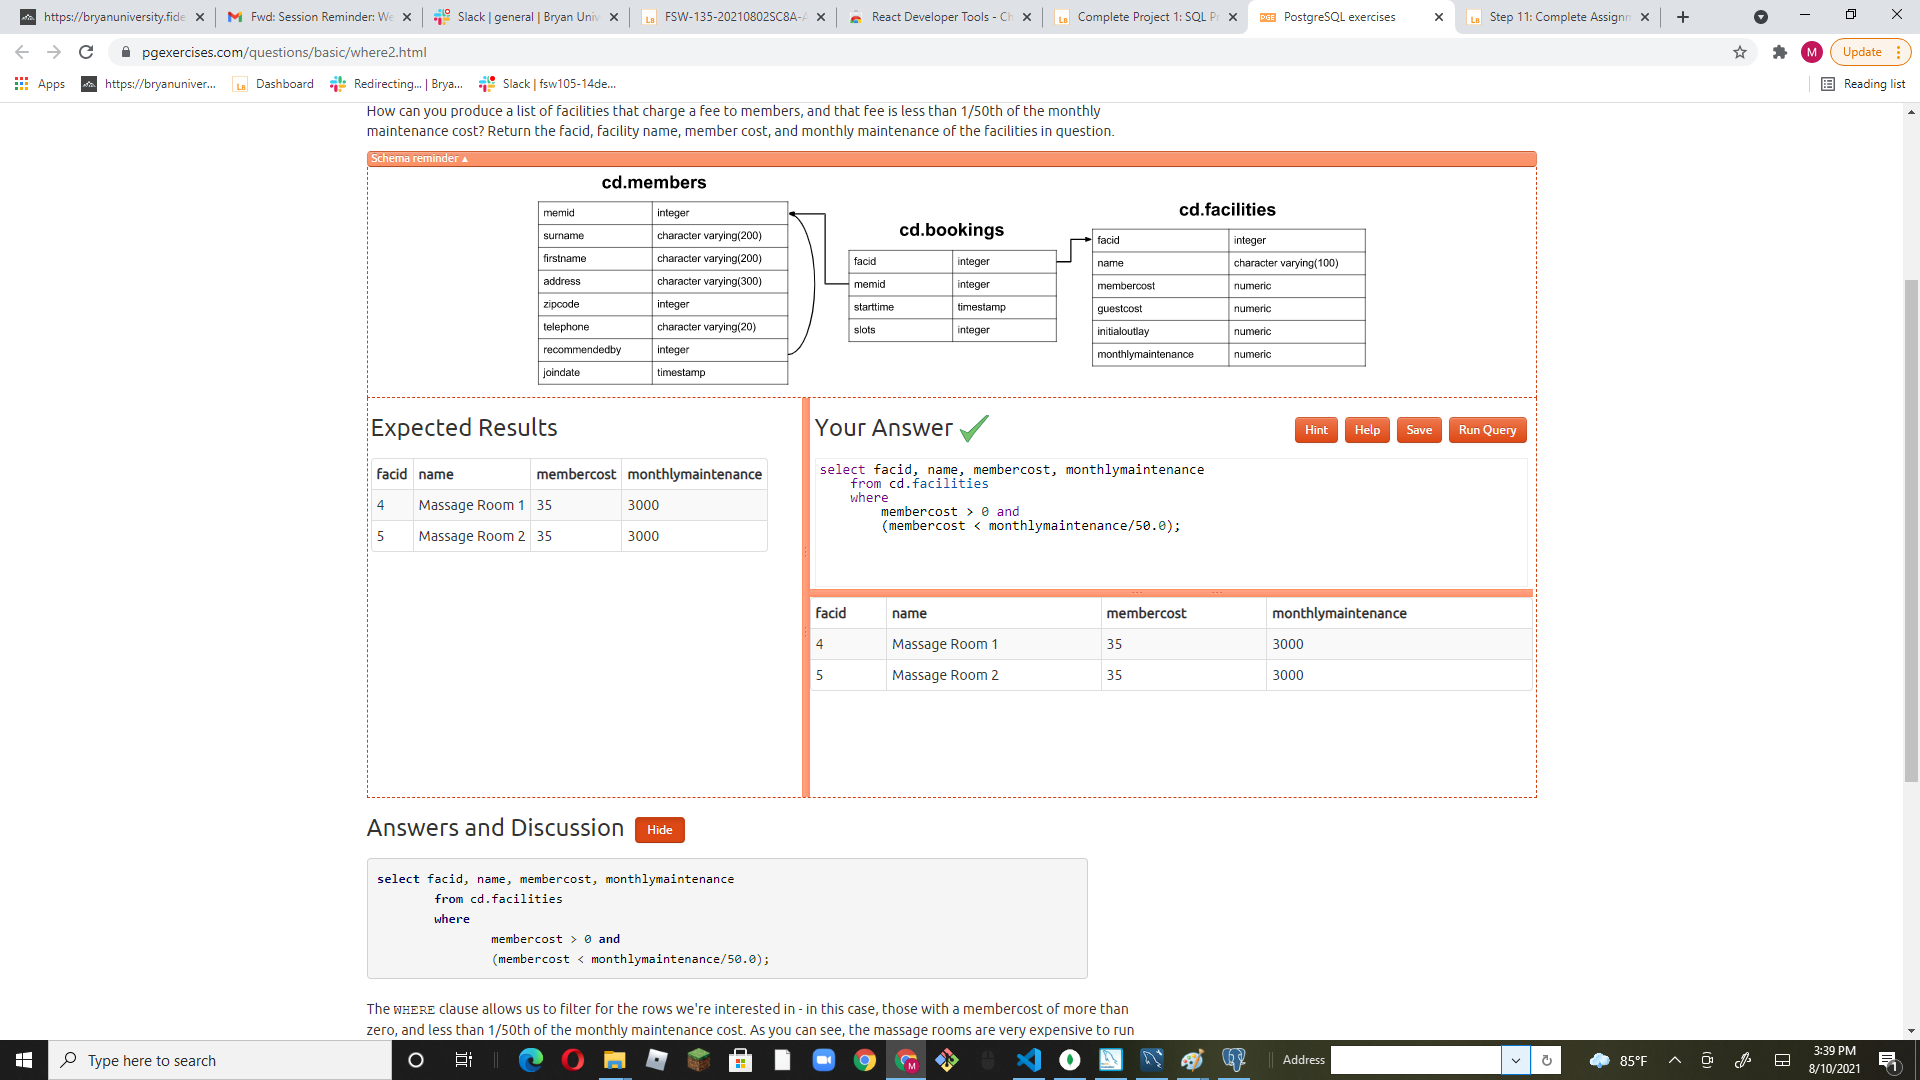 https://bryanuniversity.fide
Fwd: Session Reminder: We
Slack | general | Bryan Univ
FSW-135-20210802SC8A-A
React Developer Tools - Ch
Complete Project 1: SQL Pr
PostgreSQL exercises
Step 11: Complete Assignm
pgexercises.com/questions/basic/where2.html
M
Update
Apps
https://bryanuniver...
Dashboard
Redirecting... | Brya...
Slack | fsw105-14de...
Reading list
How can you produce a list of facilities that charge a fee to members, and that fee is less than 1/50th of the monthly
maintenance cost? Return the facid, facility name, member cost, and monthly maintenance of the facilities in question.
Schema reminder ▲
cd.members
memid integer
surname character varying(200)
firstname character varying(200)
address character varying(300)
zipcode integer
telephone character varying(20)
recommendedby integer
joindate timestamp
cd.bookings
facid integer
memid integer
starttime timestamp
slots integer
cd.facilities
facid integer
name character varying(100)
membercost numeric
guestcost numeric
initialoutlay numeric
monthlymaintenance numeric
Expected Results
facid name membercost monthlymaintenance
4 Massage Room 1 35 3000
5 Massage Room 2 35 3000
Your Answer
Hint Help Save Run Query
select facid, name, membercost, monthlymaintenance
from cd.facilities
where
membercost > 0 and
(membercost < monthlymaintenance/50.0);
facid name membercost monthlymaintenance
4 Massage Room 1 35 3000
5 Massage Room 2 35 3000
Answers and Discussion Hide
select facid, name, membercost, monthlymaintenance
from cd.facilities
where
membercost > 0 and
(membercost < monthlymaintenance/50.0);
The WHERE clause allows us to filter for the rows we're interested in - in this case, those with a membercost of more than
zero, and less than 1/50th of the monthly maintenance cost. As you can see, the massage rooms are very expensive to run
Type here to search
Address
85°F
3:39 PM
8/10/2021
1